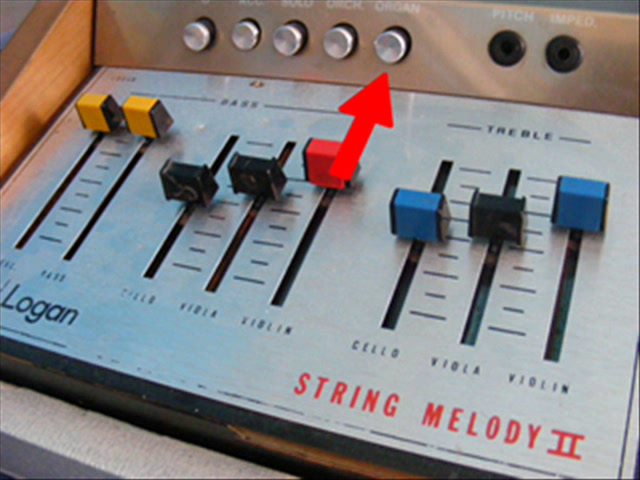 ACC. SOLO ORCH. ORGAN PITCH IMPED.
BASS TREBLE
BASS
CELLO VIOLA VIOLIN CELLO VIOLA VIOLIN
Logan
STRING MELODY II